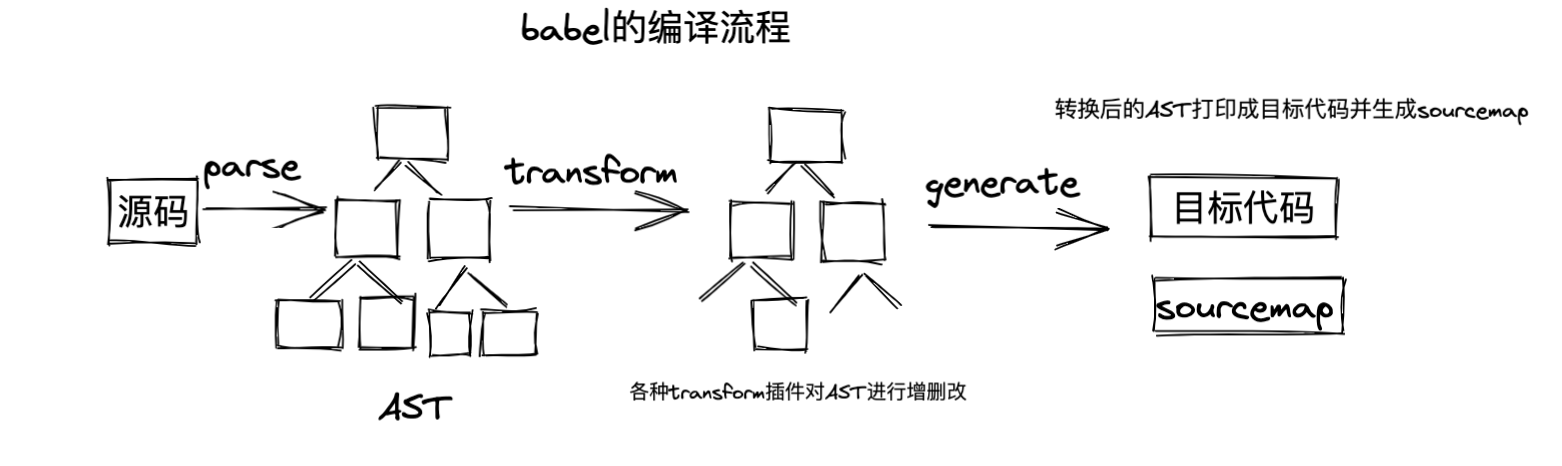 babel的编译流程
转换后的AST打印成目标代码并生成sourcemap
parse
transform
generate
源码
目标代码
sourcemap
各种transform插件对AST进行增删改
AST